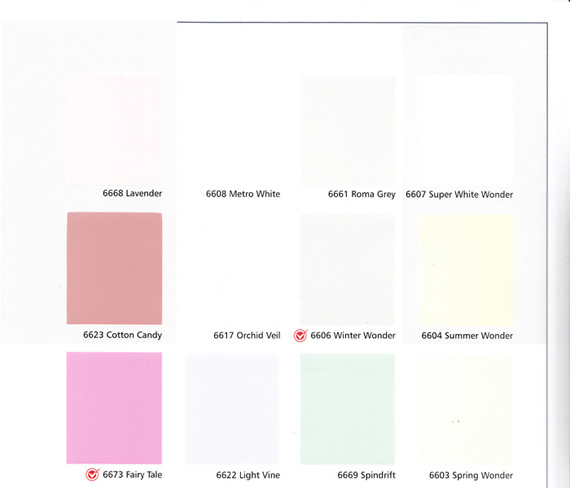 6668 Lavender
6608 Metro White
6661 Roma Grey
6607 Super White Wonder
6623 Cotton Candy
6617 Orchid Veil
6606 Winter Wonder
6604 Summer Wonder
6673 Fairy Tale
6622 Light Vine
6669 Spindrift
6603 Spring Wonder